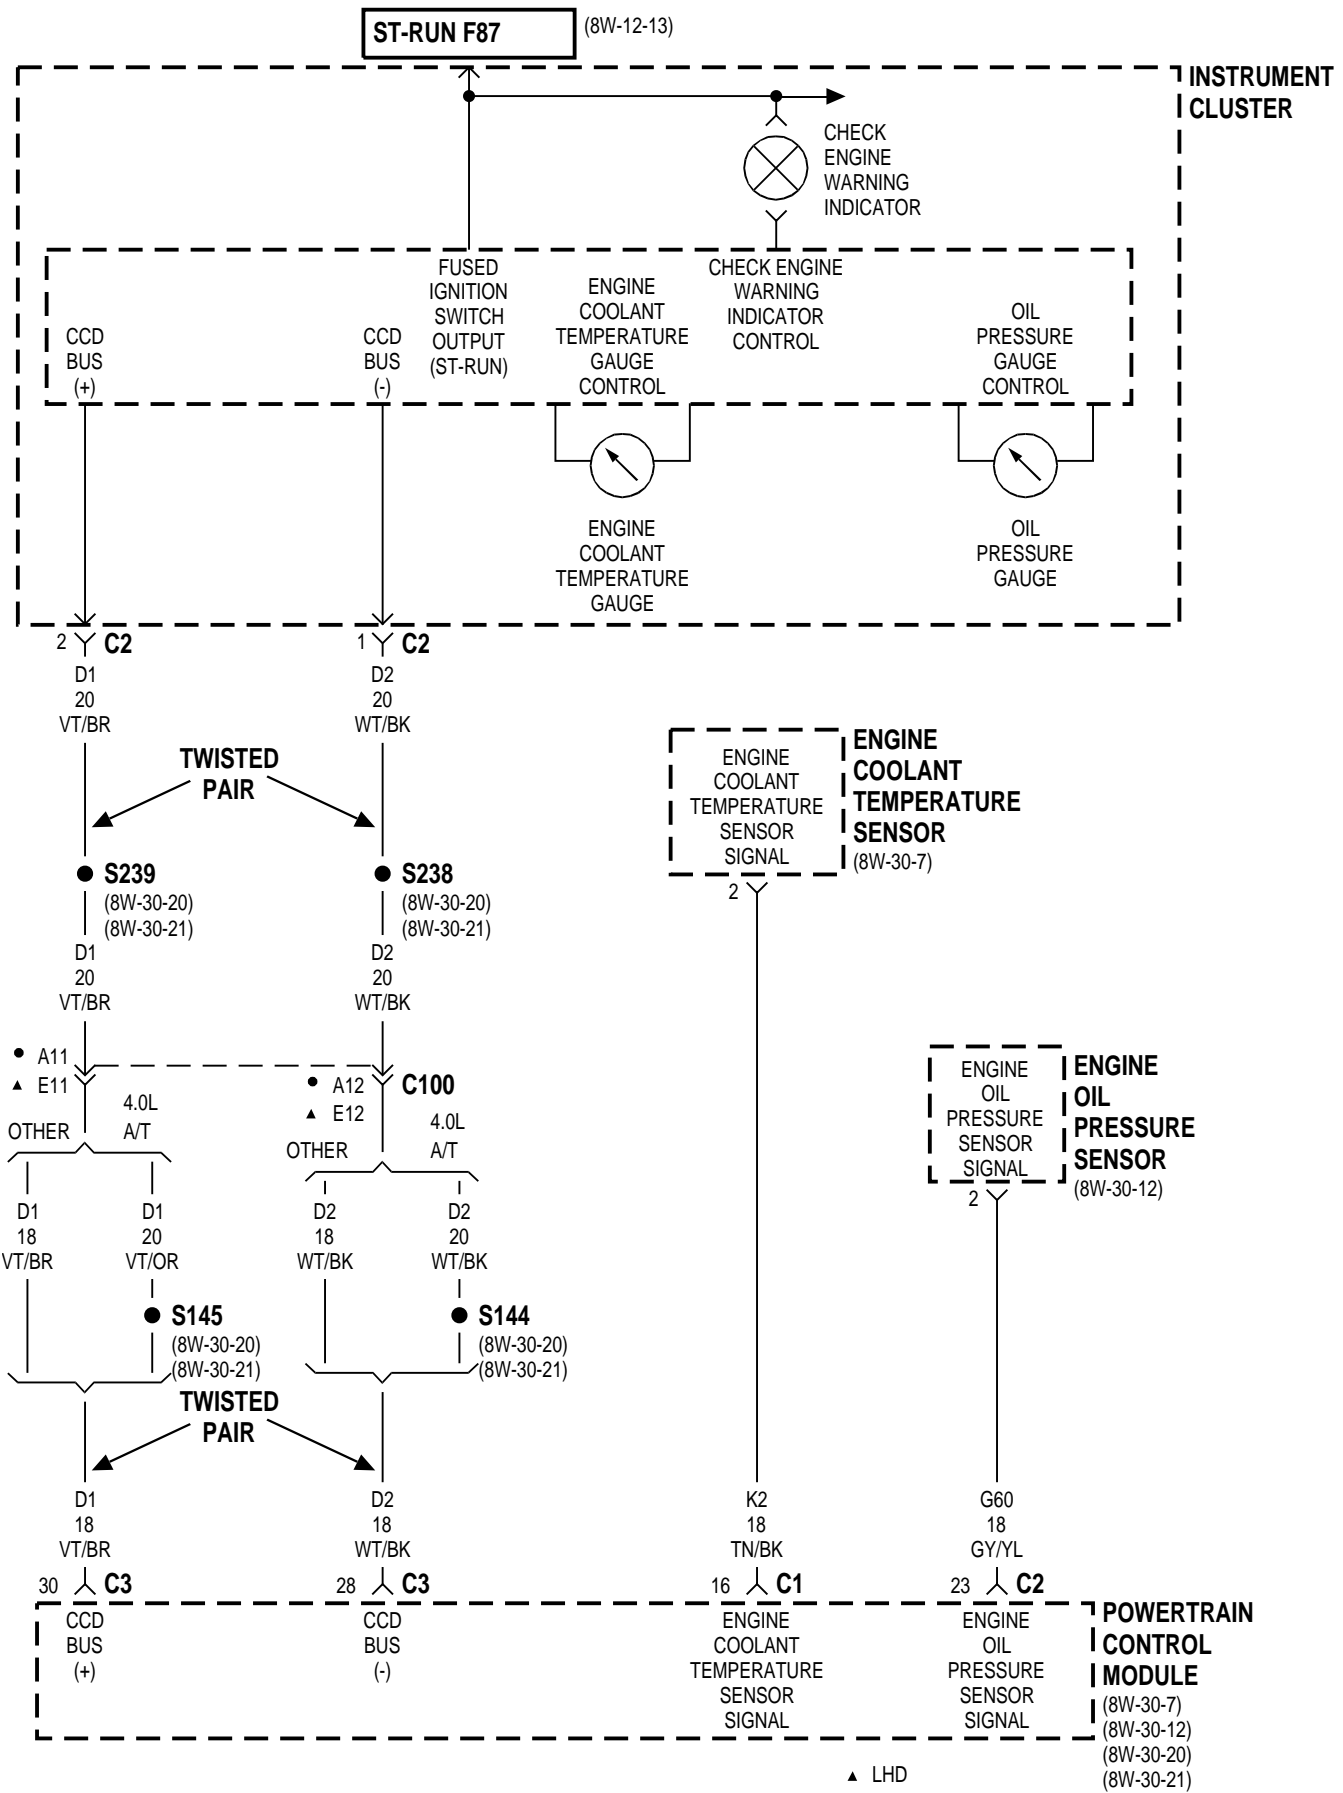 ST-RUN F87
(8W-12-13)
INSTRUMENT
CLUSTER
CHECK
ENGINE
WARNING
INDICATOR
CCD
BUS
(+)
CCD
BUS
(-)
FUSED
IGNITION
SWITCH
OUTPUT
(ST-RUN)
ENGINE
COOLANT
TEMPERATURE
GAUGE
CONTROL
CHECK ENGINE
WARNING
INDICATOR
CONTROL
OIL
PRESSURE
GAUGE
CONTROL
ENGINE
COOLANT
TEMPERATURE
GAUGE
OIL
PRESSURE
GAUGE
2 C2
D1
20
VT/BR
1 C2
D2
20
WT/BK
TWISTED
PAIR
S239
(8W-30-20)
(8W-30-21)
D1
20
VT/BR
S238
(8W-30-20)
(8W-30-21)
D2
20
WT/BK
ENGINE
COOLANT
TEMPERATURE
SENSOR
SIGNAL
ENGINE
COOLANT
TEMPERATURE
SENSOR
(8W-30-7)
2
● A11
▲ E11
● A12
▲ E12
C100
OTHER
4.0L
A/T
OTHER
4.0L
A/T
D1
18
VT/BR
D1
20
VT/OR
D2
18
WT/BK
D2
20
WT/BK
S145
(8W-30-20)
(8W-30-21)
S144
(8W-30-20)
(8W-30-21)
ENGINE
OIL
PRESSURE
SENSOR
SIGNAL
ENGINE
OIL
PRESSURE
SENSOR
(8W-30-12)
2
TWISTED
PAIR
D1
18
VT/BR
30 C3
D2
18
WT/BK
28 C3
K2
18
TN/BK
16 C1
G60
18
GY/YL
23 C2
CCD
BUS
(+)
CCD
BUS
(-)
ENGINE
COOLANT
TEMPERATURE
SENSOR
SIGNAL
ENGINE
OIL
PRESSURE
SENSOR
SIGNAL
POWERTRAIN
CONTROL
MODULE
(8W-30-7)
(8W-30-12)
(8W-30-20)
(8W-30-21)
▲ LHD